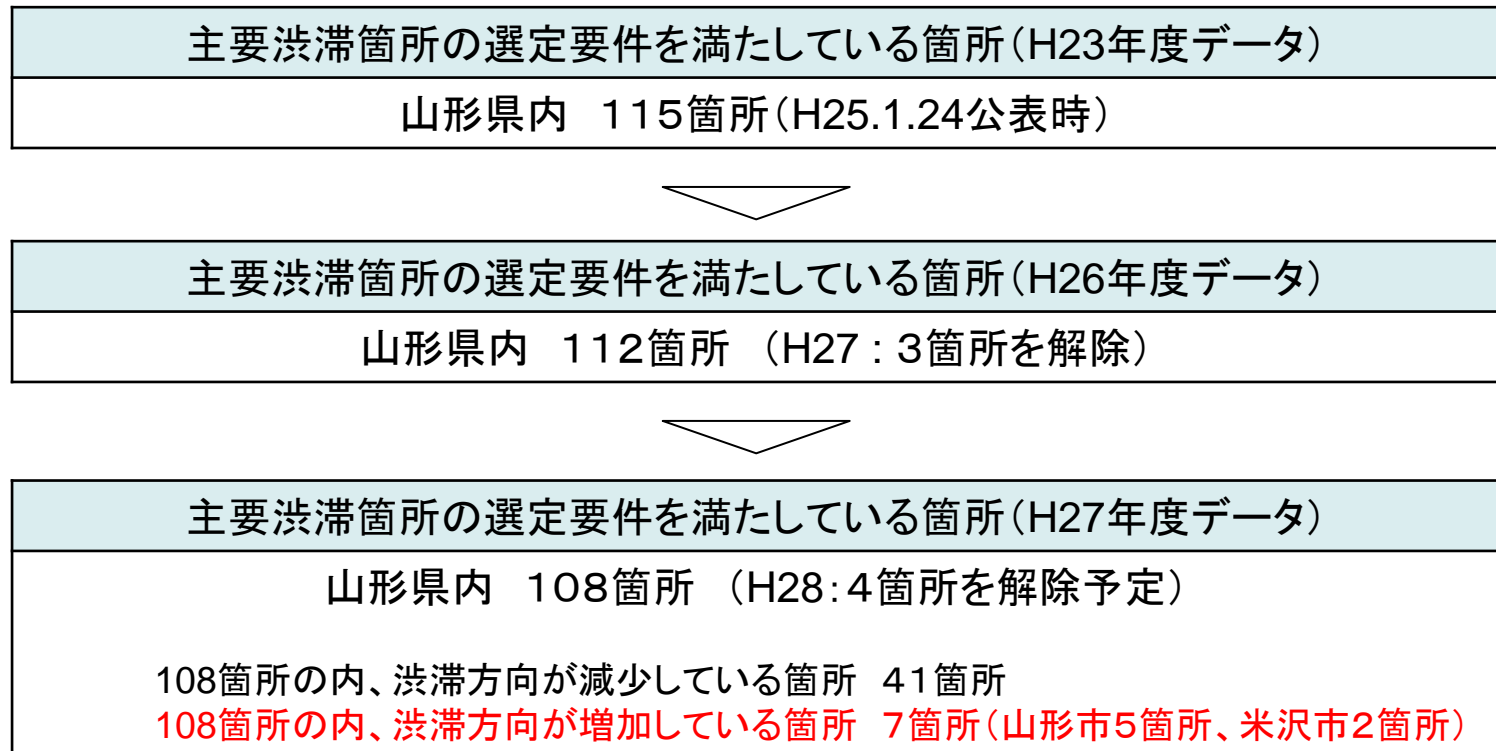 主要渋滞箇所の選定要件を満たしている箇所（H23年度データ）
山形県内　１１５箇所（H25.1.24公表時）
主要渋滞箇所の選定要件を満たしている箇所（H26年度データ）
山形県内　１１２箇所　（H27：３箇所を解除）
主要渋滞箇所の選定要件を満たしている箇所（H27年度データ）
山形県内　１０８箇所　（H28：４箇所を解除予定）
108箇所の内、渋滞方向が減少している箇所　４１箇所
108箇所の内、渋滞方向が増加している箇所　７箇所（山形市５箇所、米沢市２箇所）